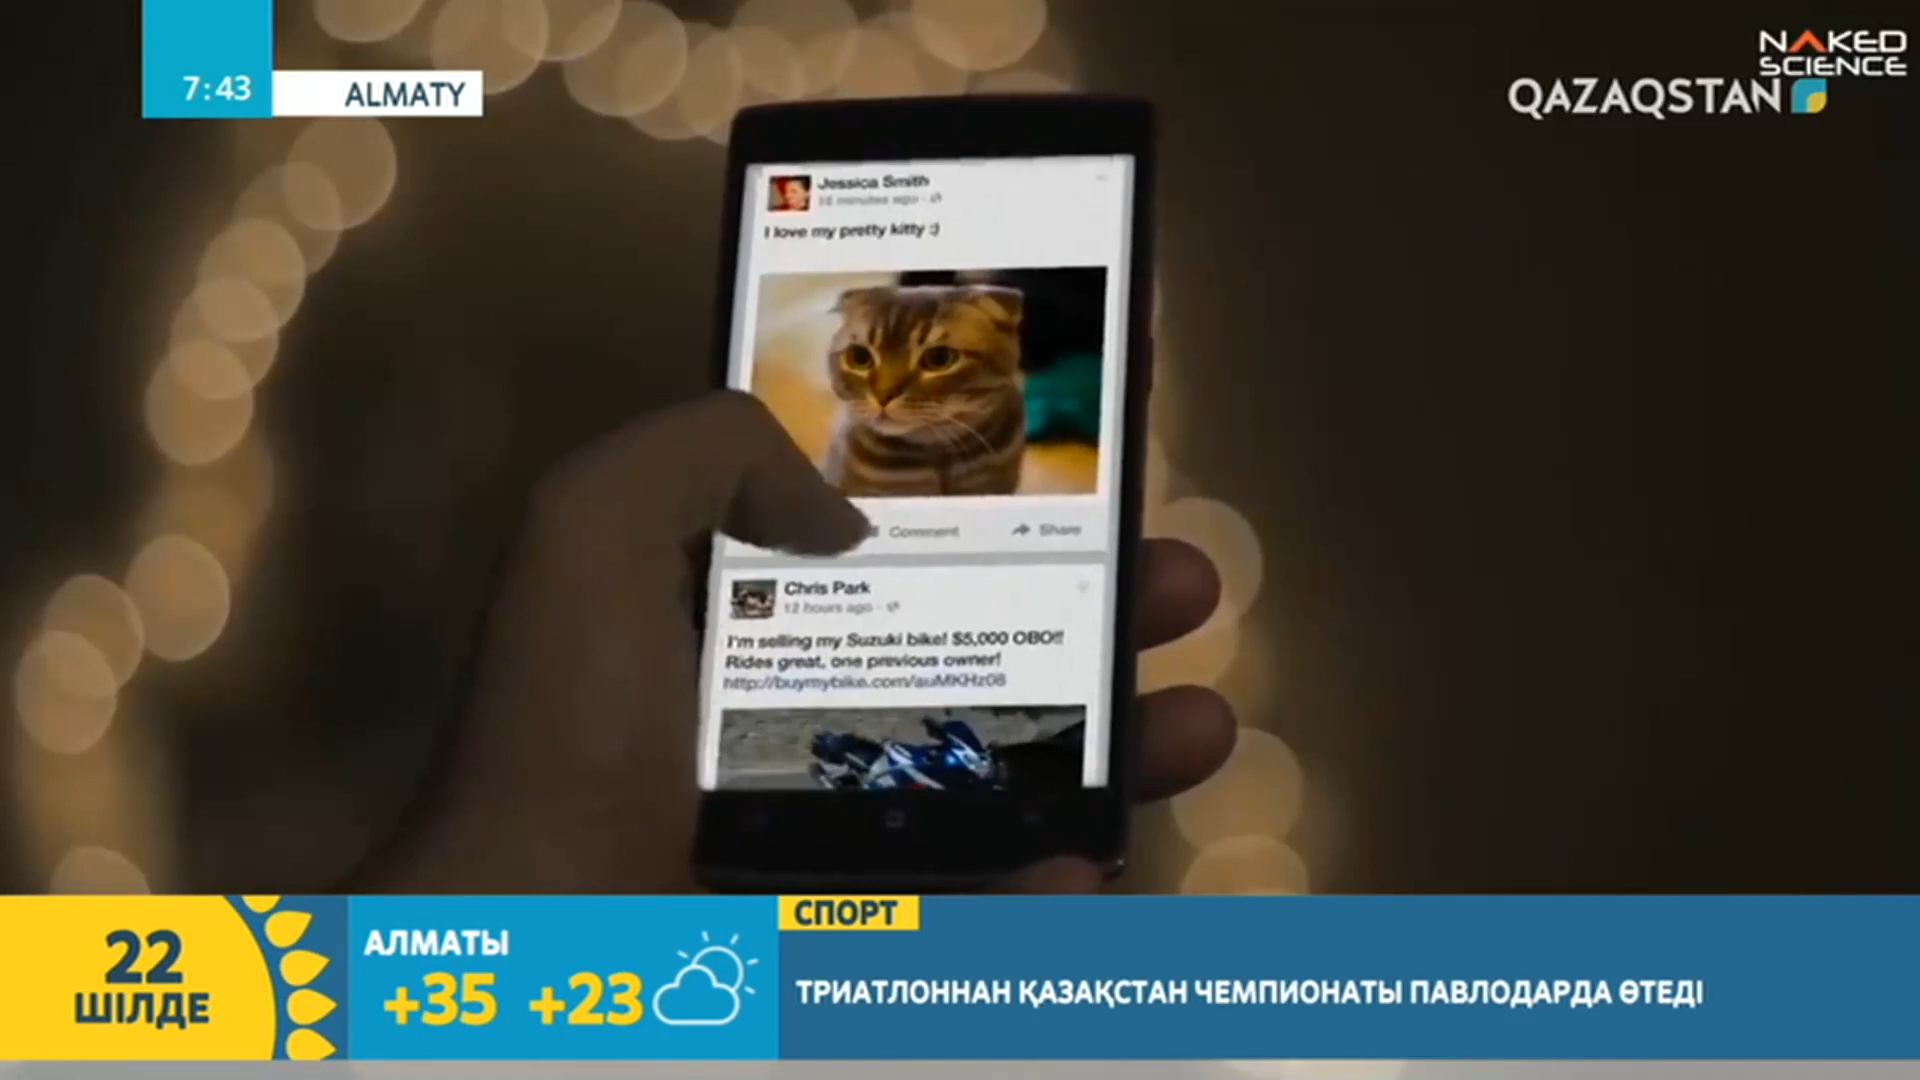 7:43
ALMATY
NAKED
SCIENCE
QAZAQSTAN
Jessica Smith
I love my pretty kitty :)
Comment
Share
Chris Park
12 hours ago
I'm selling my Suzuki bike! $5,000 OBO!!
Rides great, one previous owner!
http://buymybike.com/auMKHz08
22
ШІЛДЕ
АЛМАТЫ
+35 +23
СПОРТ
ТРИАТЛОННАН ҚАЗАҚСТАН ЧЕМПИОНАТЫ ПАВЛОДАРДА ӨТЕДІ